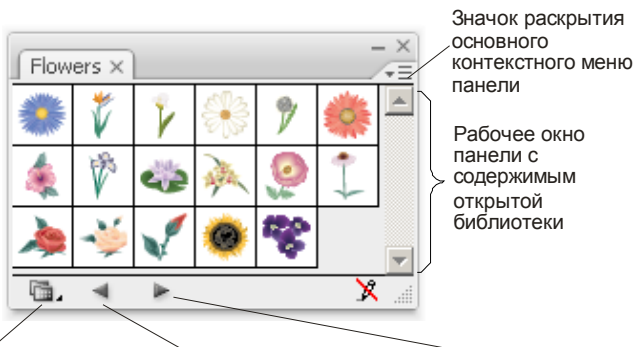 Значок раскрытия
основного
контекстного меню
панели
Flowers
Рабочее окно
панели с
содержимым
открытой
библиотеки